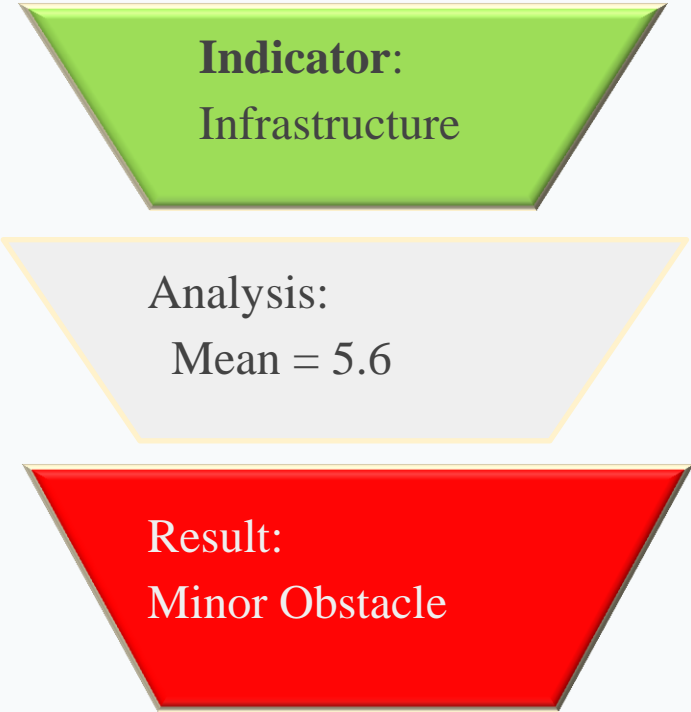 Indicator:
Infrastructure
Analysis:
Mean = 5.6
Result:
Minor Obstacle